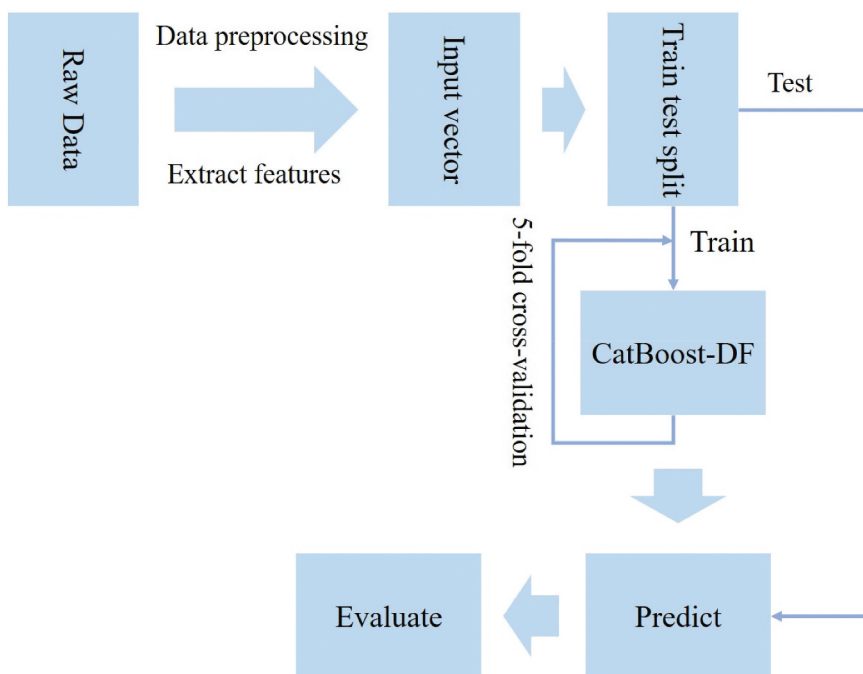 Raw Data
Data preprocessing
Extract features
Input vector
Train test split
Test
Train
5-fold cross-validation
CatBoost-DF
Evaluate
Predict